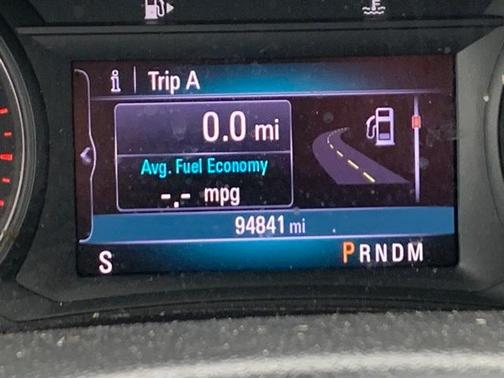 i Trip A
0.0 mi
Avg. Fuel Economy
-.- mpg
94841 mi
S PRNDM